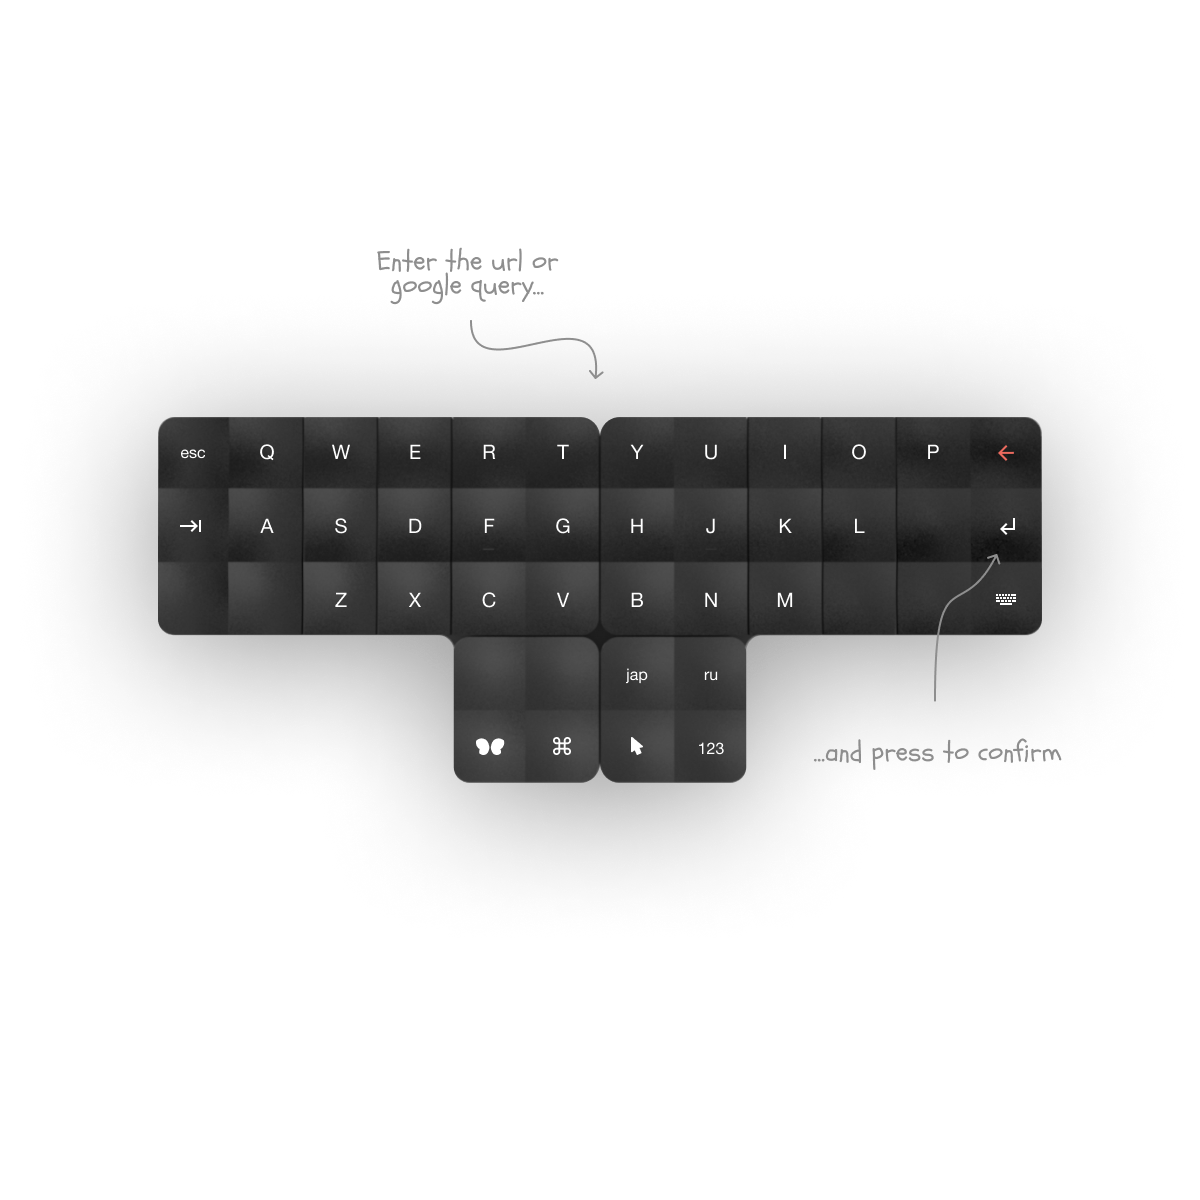 Enter the url or
google query...
esc Q W E R T Y U I O P
A S D F G H J K L
Z X C V B N M
jap ru
123
...and press to confirm